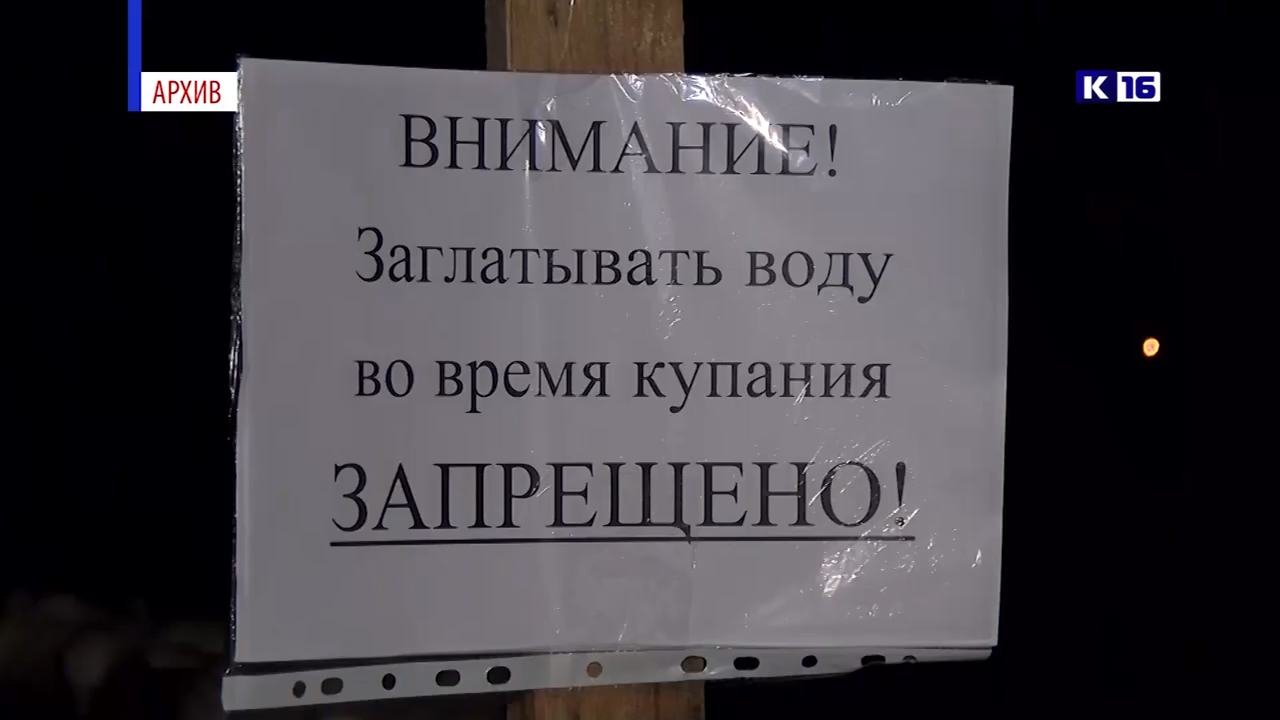 АРХИВ
К 16
ВНИМАНИЕ!
Заглатывать воду
во время купания
ЗАПРЕЩЕНО!